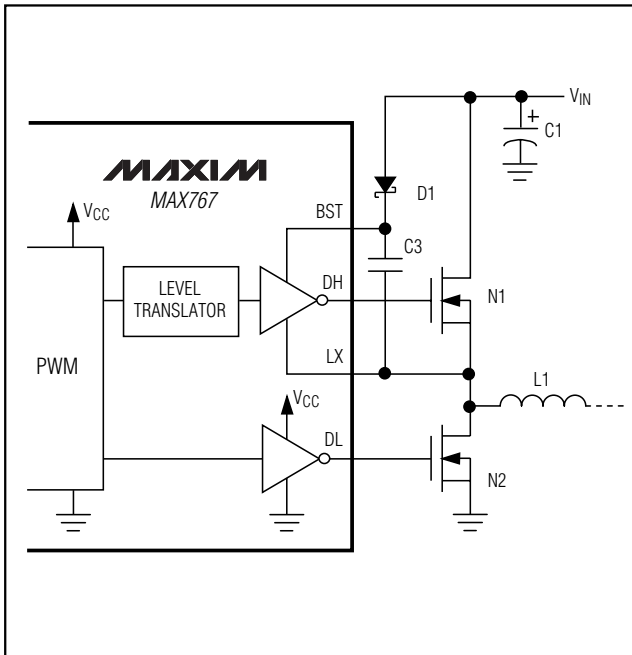 VIN
+
C1
MAXIM
MAX767
VCC
BST
D1
C3
LEVEL
TRANSLATOR
DH
N1
PWM
LX
VCC
L1
DL
N2